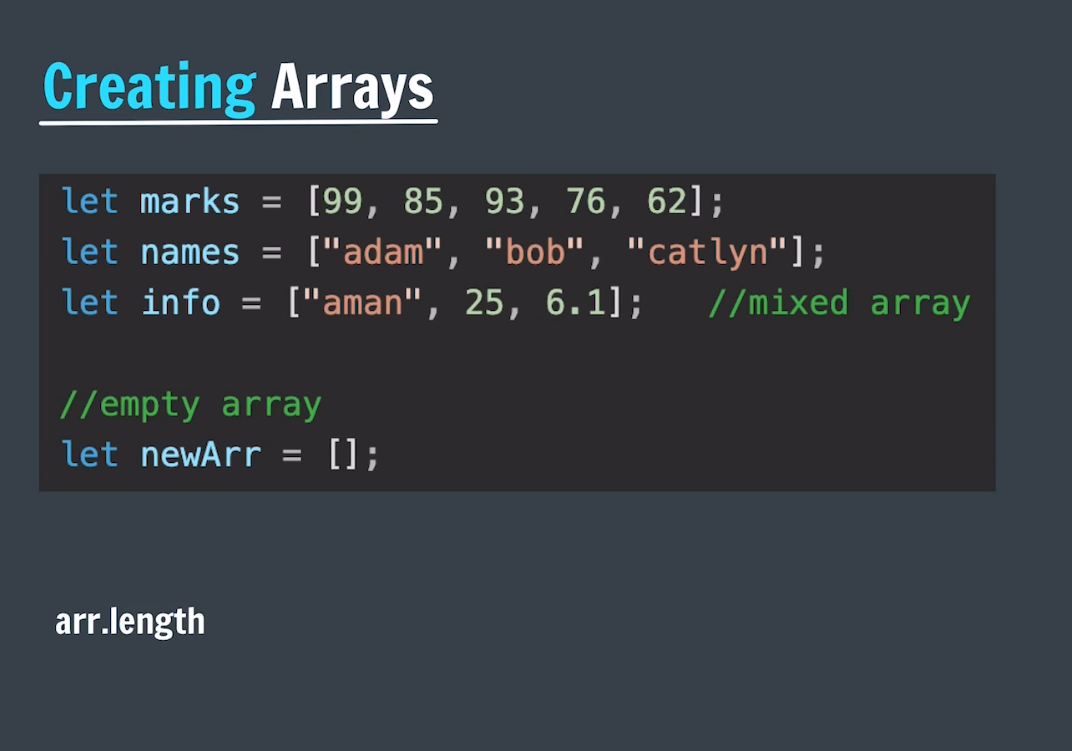 Creating Arrays
let marks = [99, 85, 93, 76, 62];
let names = ["adam", "bob", "catlyn"];
let info = ["aman", 25, 6.1];   //mixed array
//empty array
let newArr = [];
arr.length